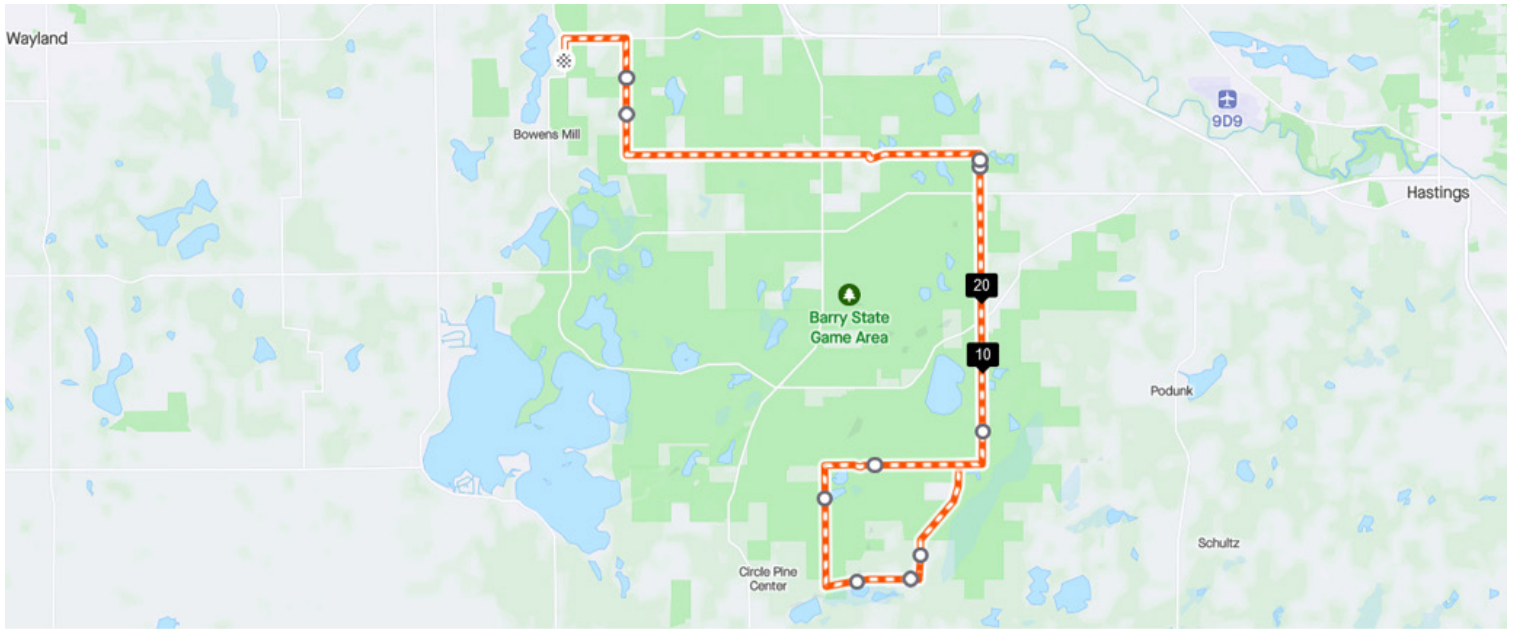 Wayland
Bowens Mill
9D9
Hastings
20
Barry State
Game Area
10
Podunk
Schultz
Circle Pine
Center